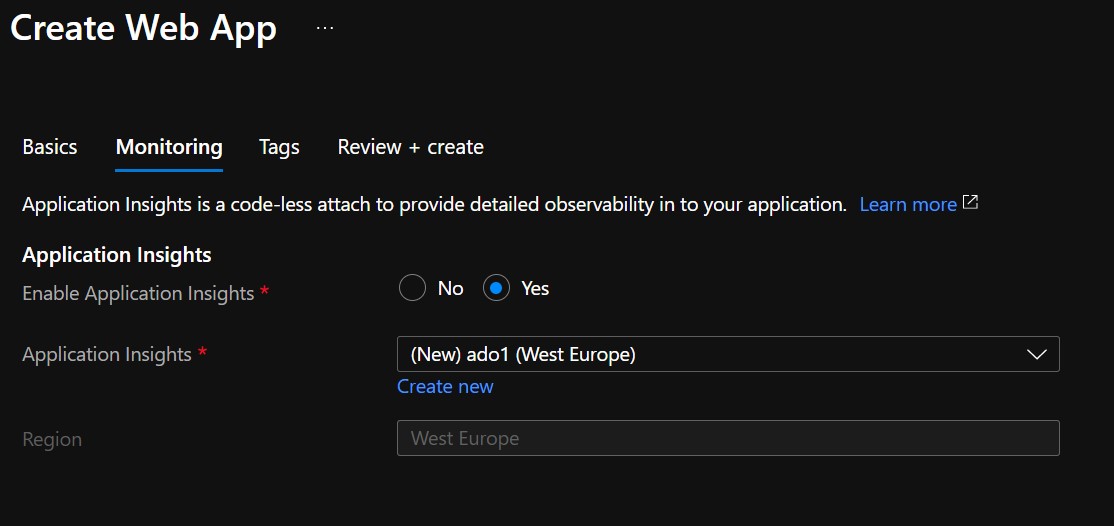 Create Web App ...
Basics Monitoring Tags Review + create
Application Insights is a code-less attach to provide detailed observability in to your application. Learn more
Application Insights
Enable Application Insights * No Yes
Application Insights * (New) ado1 (West Europe)
Create new
Region West Europe